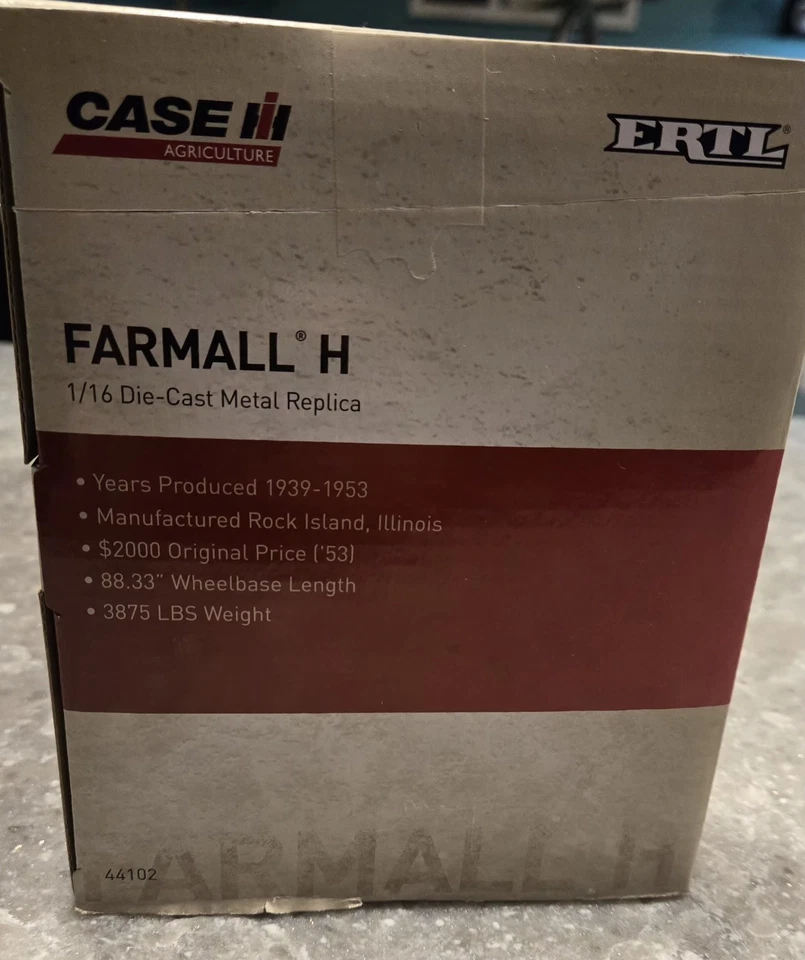 CASE IH
AGRICULTURE
ERTL®
FARMALL® H
1/16 Die-Cast Metal Replica
• Years Produced 1939-1953
• Manufactured Rock Island, Illinois
• $2000 Original Price ('53)
• 88.33" Wheelbase Length
• 3875 LBS Weight
FARMALL H
44102